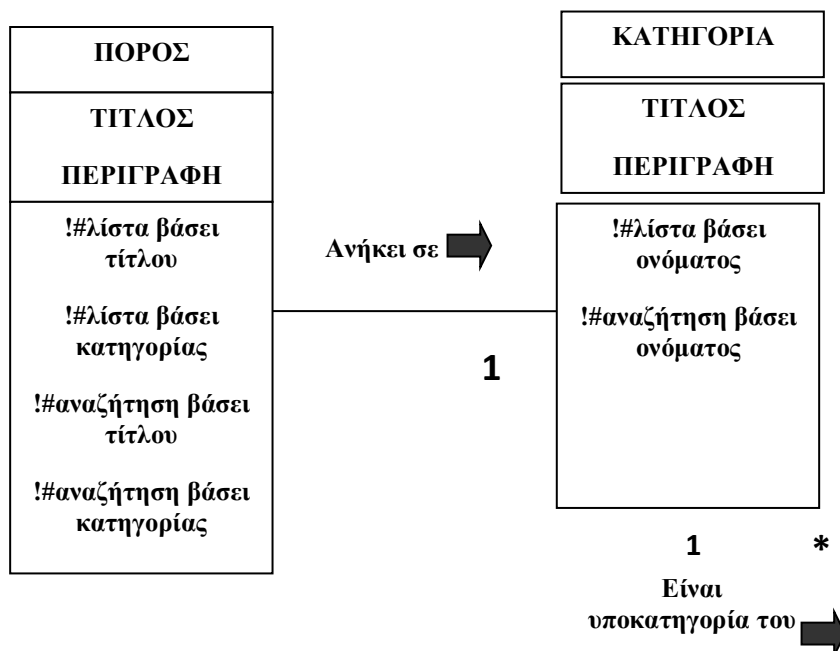 ΠΟΡΟΣ
ΤΙΤΛΟΣ
ΠΕΡΙΓΡΑΦΗ
!#λίστα βάσει
τίτλου
!#λίστα βάσει
κατηγορίας
!#αναζήτηση βάσει
τίτλου
!#αναζήτηση βάσει
κατηγορίας
Ανήκει σε
1
ΚΑΤΗΓΟΡΙΑ
ΤΙΤΛΟΣ
ΠΕΡΙΓΡΑΦΗ
!#λίστα βάσει
ονόματος
!#αναζήτηση βάσει
ονόματος
1 *
Είναι
υποκατηγορία του